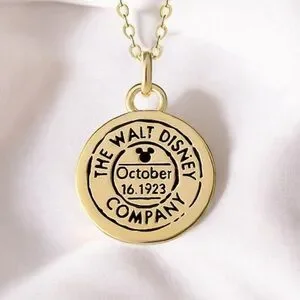 THE WALT DISNEY
October
16.1923
COMPANY